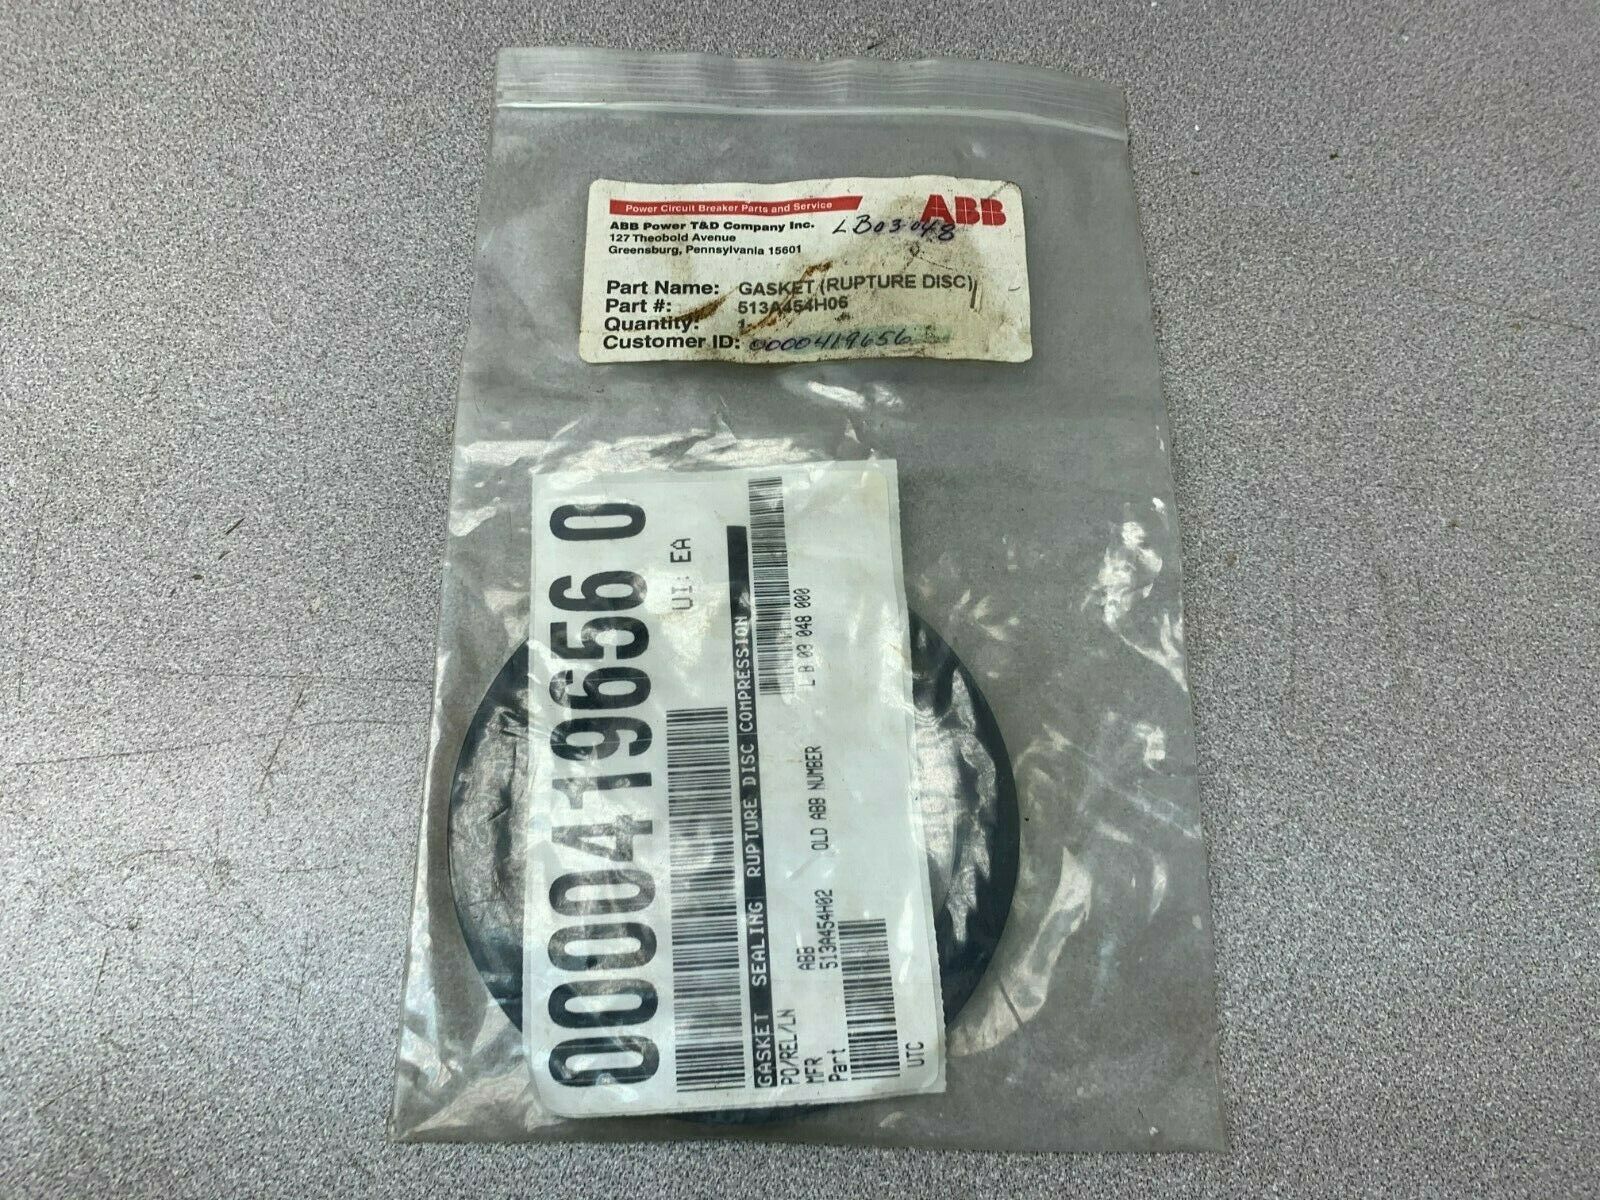 Power Circuit Breaker Parts and Service
ABB
ABB Power T&D Company Inc.
LB03048
127 Theobold Avenue
Greensburg, Pennsylvania 15601
Part Name: GASKET (RUPTURE DISC)
Part #: 513A454H06
Quantity: 1
Customer ID: 0000419656
0000419656 0
UI: EA
GASKET SEALING RUPTURE DISC COMPRESSION
PO/REL/LN
L B 03 048 000
MFR ABB OLD ABB NUMBER
Part 513A454H02
UTC